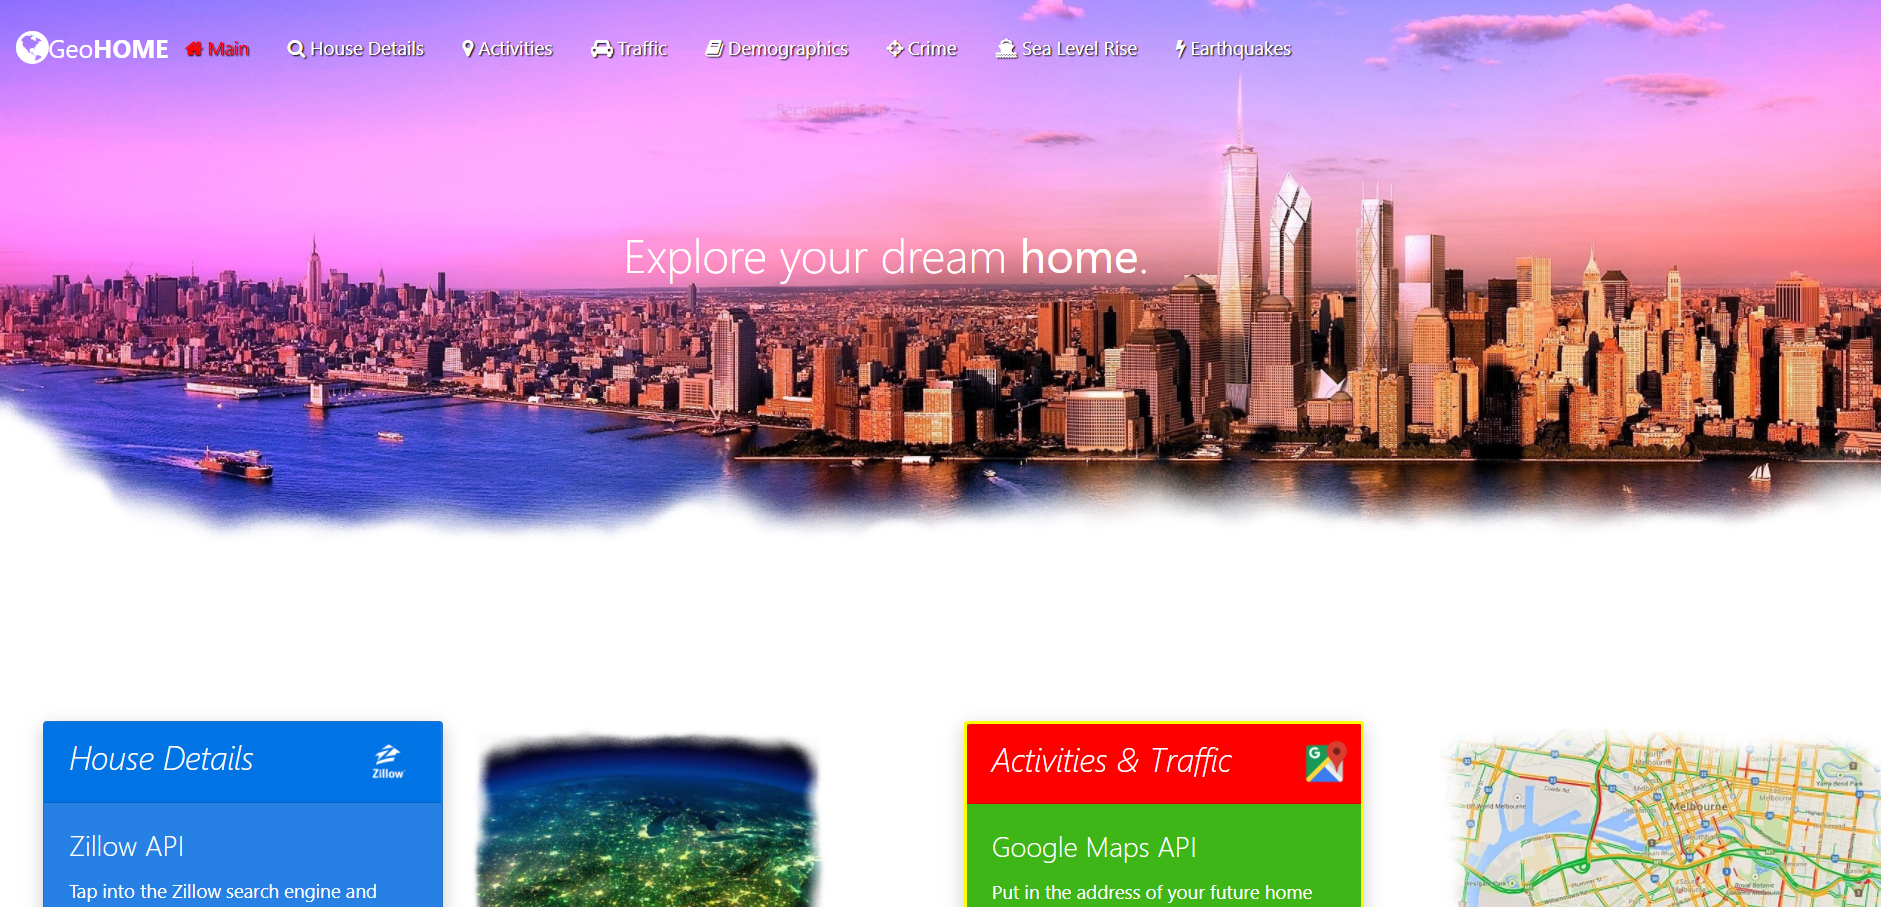 GeoHOME Main House Details Activities Traffic Demographics Crime Sea Level Rise Earthquakes
Rectangular Snip
Explore your dream home.
House Details
Zillow
Zillow API
Tap into the Zillow search engine and
Activities & Traffic
G
Google Maps API
Put in the address of your future home
Melbourne